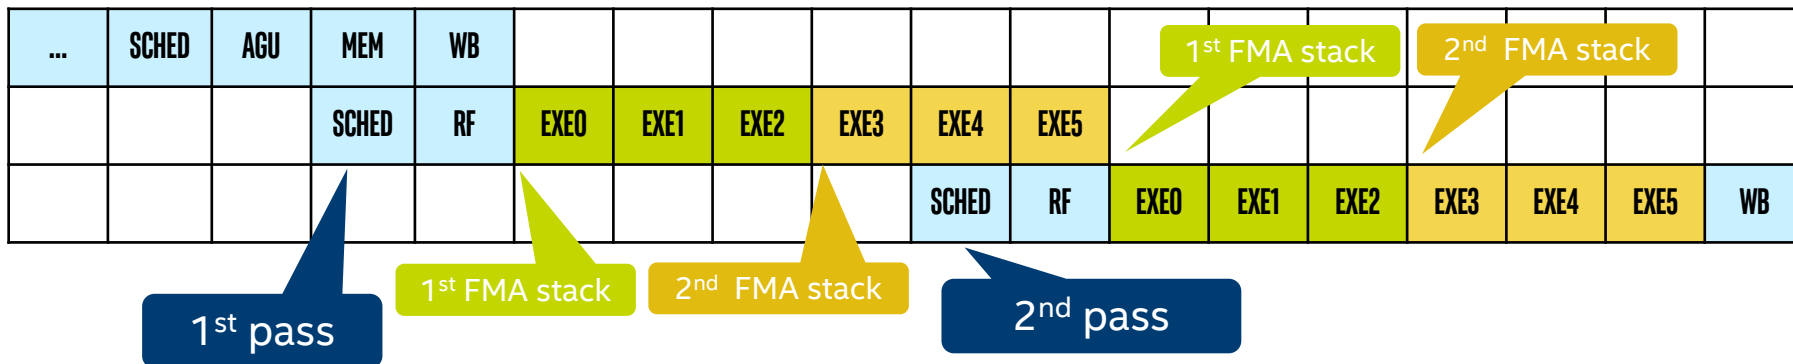 ... SCHED AGU MEM WB
1st FMA stack 2nd FMA stack
SCHED RF EXE0 EXE1 EXE2 EXE3 EXE4 EXE5
SCHED RF EXE0 EXE1 EXE2 EXE3 EXE4 EXE5 WB
1st FMA stack 2nd FMA stack
1st pass 2nd pass